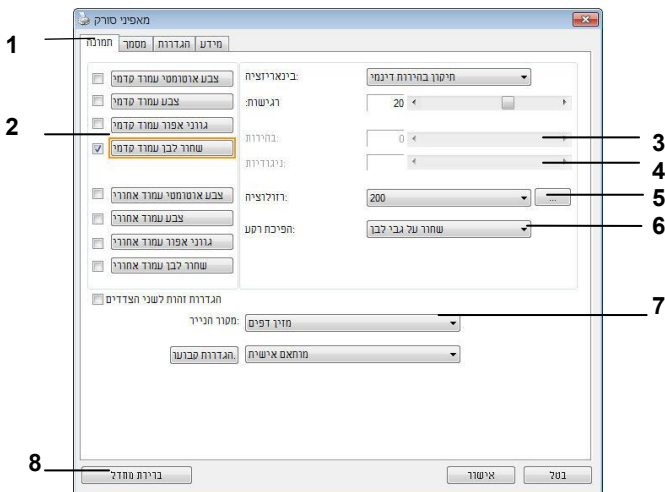 מאפיני סורק
1
תמונה מסמך הגדרות מידע
2
צבע אוטומטי עמוד קדמי
צבע עמוד קדמי
גווני אפור עמוד קדמי
שחור לבן עמוד קדמי
צבע אוטומטי עמוד אחורי
צבע עמוד אחורי
גווני אפור עמוד אחורי
שחור לבן עמוד אחורי
בינאריזציה: תיקון בהירות דינמי
רגישות: 20
בהירות: 0
3
ניגודיות:
4
רזולוציה: 200 ...
5
הפיכת רקע: שחור על גבי לבן
6
הגדרות זהות לשני הצדדים
מקור הנייר: מזין דפים
7
הגדרות קבועו. מותאם אישית
8
ברירת מחדל אישור בטל